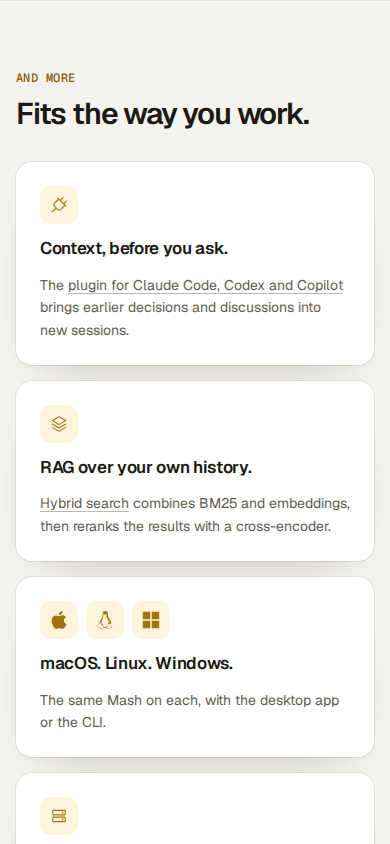 AND MORE
Fits the way you work.
Context, before you ask.
The plugin for Claude Code, Codex and Copilot
brings earlier decisions and discussions into
new sessions.
RAG over your own history.
Hybrid search combines BM25 and embeddings,
then reranks the results with a cross-encoder.
macOS. Linux. Windows.
The same Mash on each, with the desktop app
or the CLI.